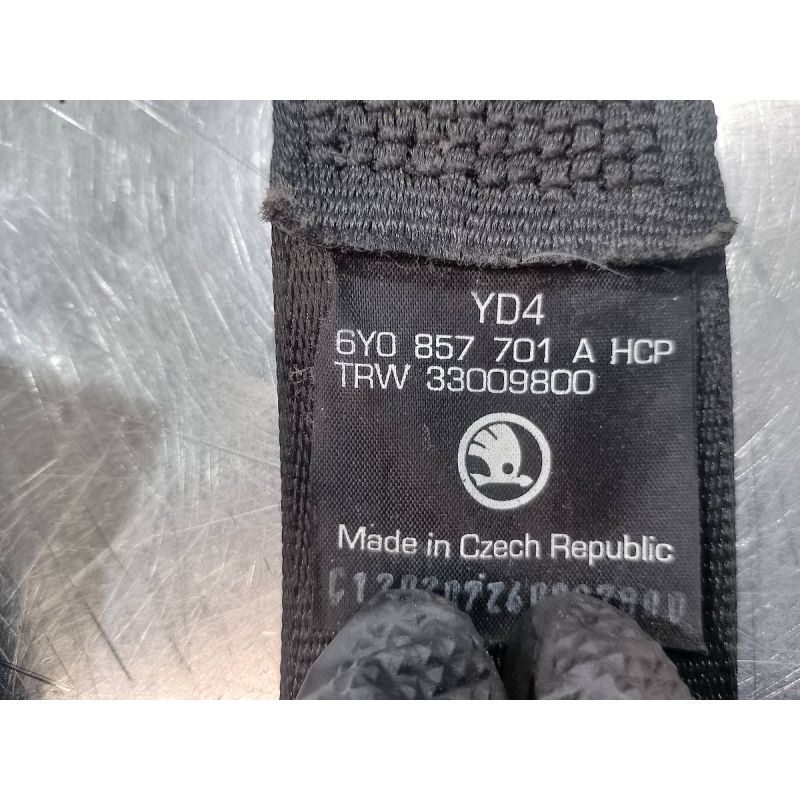 YD4
6Y0 857 701 A HCP
TRW 33009800
Made in Czech Republic